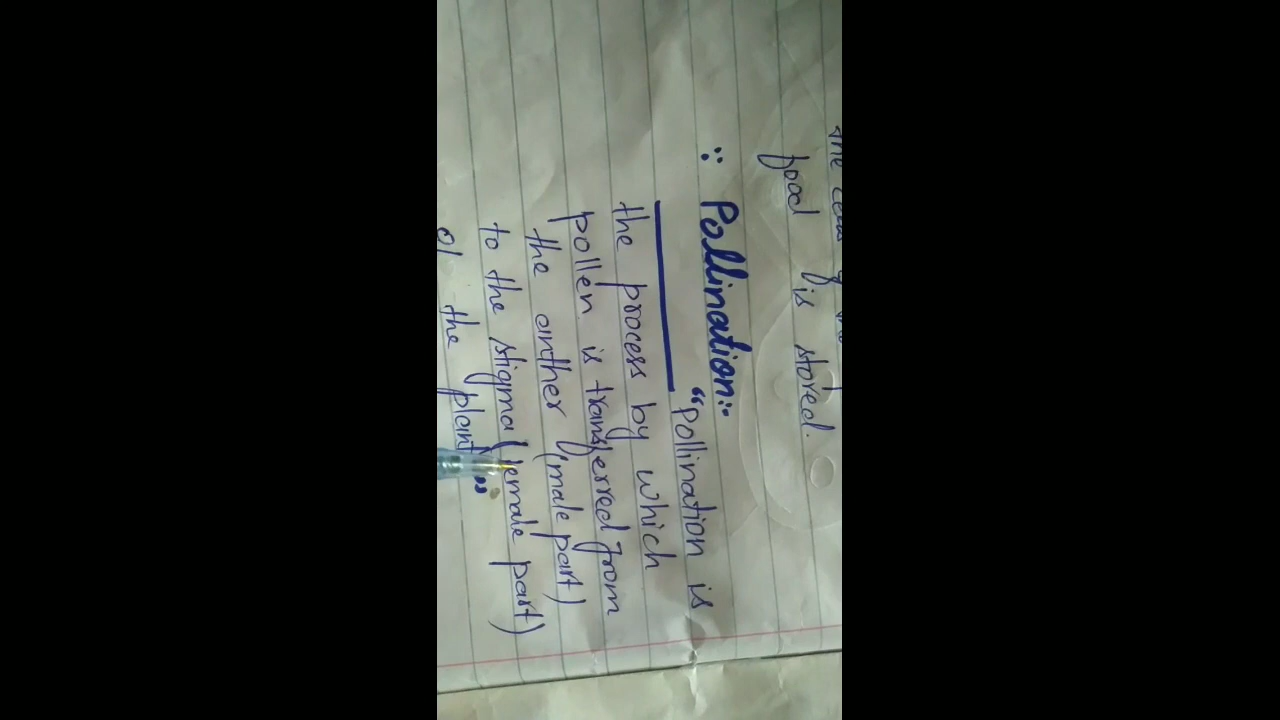 food is stored.
:: Pollination:-
"Pollination is
the process by which
pollen is transferred from
the anther (male part)
to the stigma (female part)
of the plant"